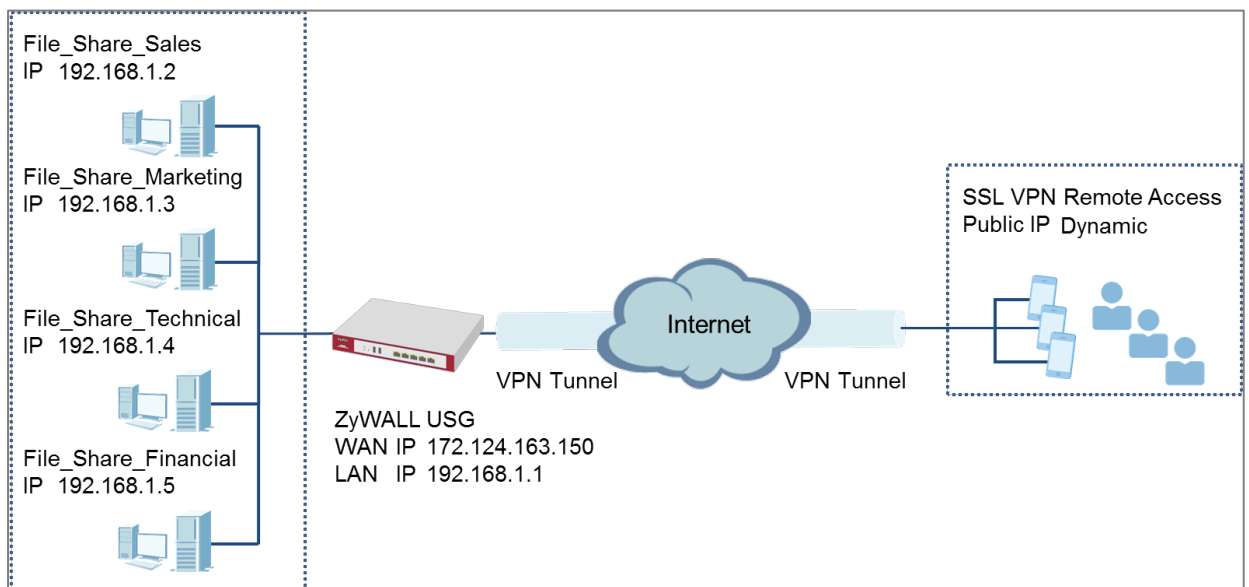 File_Share_Sales
IP 192.168.1.2
File_Share_Marketing
IP 192.168.1.3
File_Share_Technical
IP 192.168.1.4
File_Share_Financial
IP 192.168.1.5
ZyWALL USG
WAN IP 172.124.163.150
LAN IP 192.168.1.1
VPN Tunnel
Internet
VPN Tunnel
SSL VPN Remote Access
Public IP Dynamic